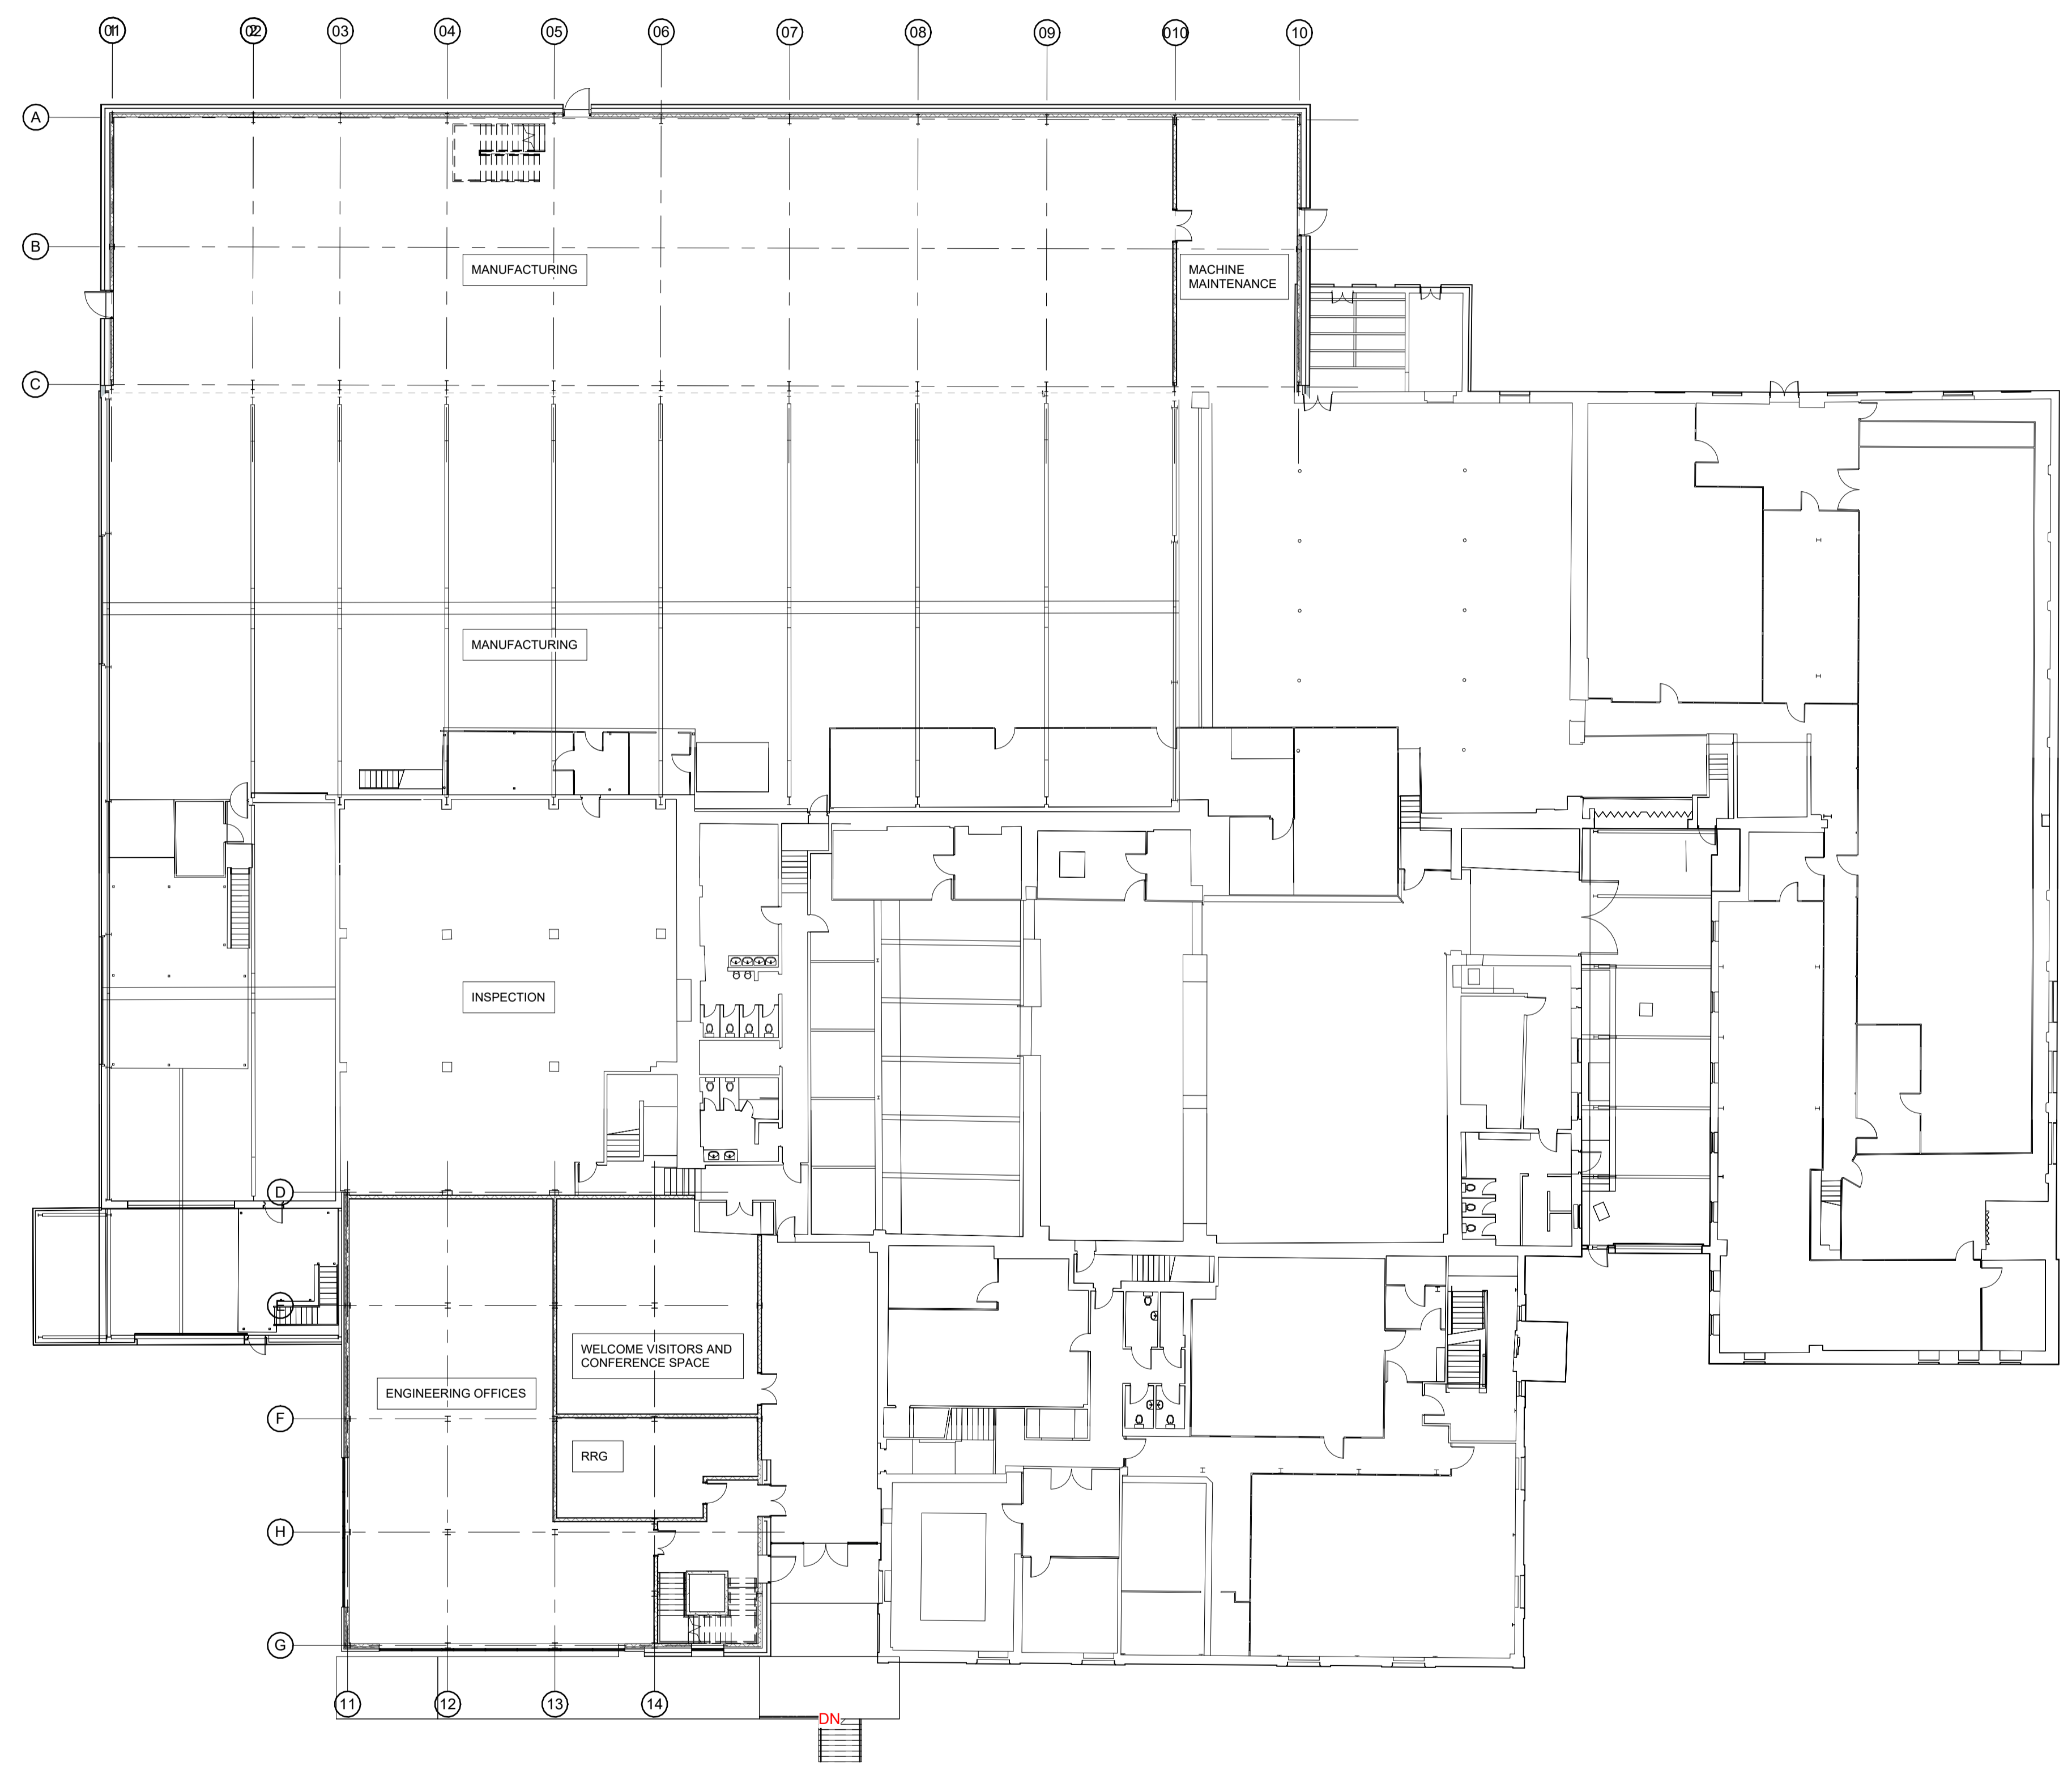 01
02
03
04
05
06
07
08
09
010
10
A
B
MANUFACTURING
MACHINE
MAINTENANCE
C
MANUFACTURING
INSPECTION
D
E
WELCOME VISITORS AND
CONFERENCE SPACE
ENGINEERING OFFICES
F
RRG
H
G
11
12
13
14
DN